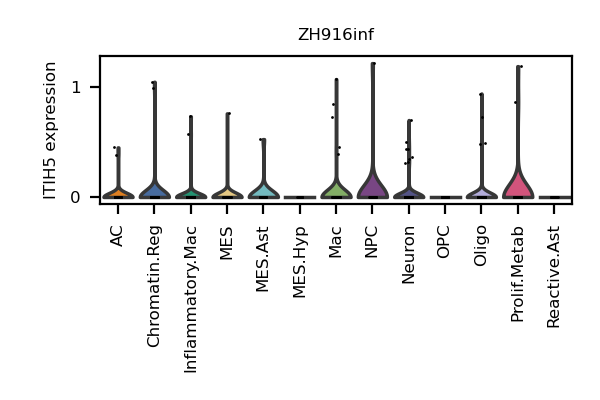 ZH916inf
ITIH5 expression
1
0
AC
Chromatin.Reg
Inflammatory.Mac
MES
MES.Ast
MES.Hyp
Mac
NPC
Neuron
OPC
Oligo
Prolif.Metab
Reactive.Ast